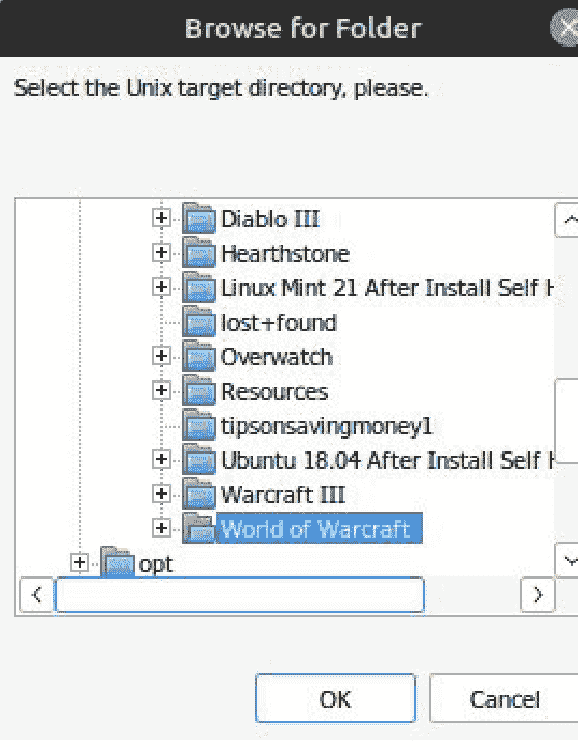 Browse for Folder
Select the Unix target directory, please.
Diablo III
Hearthstone
Linux Mint 21 After Install Self
lost+found
Overwatch
Resources
tipsonsavingmoney1
Ubuntu 18.04 After Install Self
Warcraft III
World of Warcraft
opt
OK
Cancel